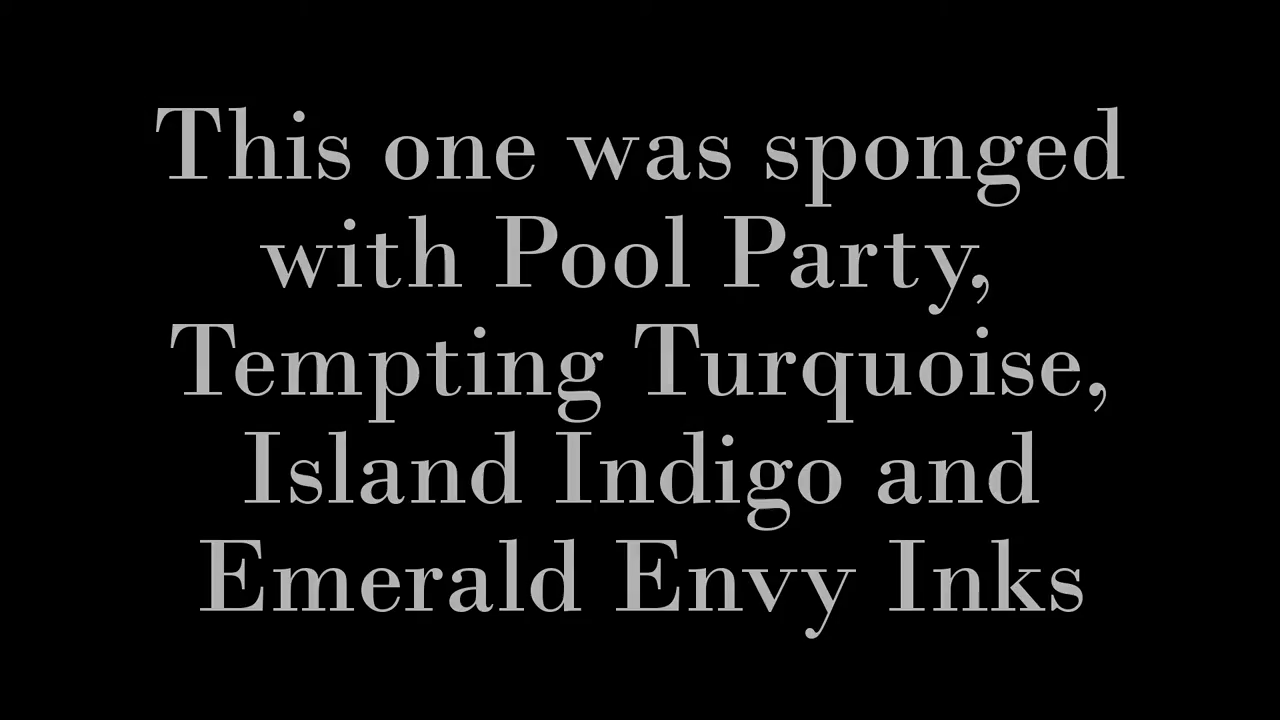 This one was sponged
with Pool Party,
Tempting Turquoise,
Island Indigo and
Emerald Envy Inks